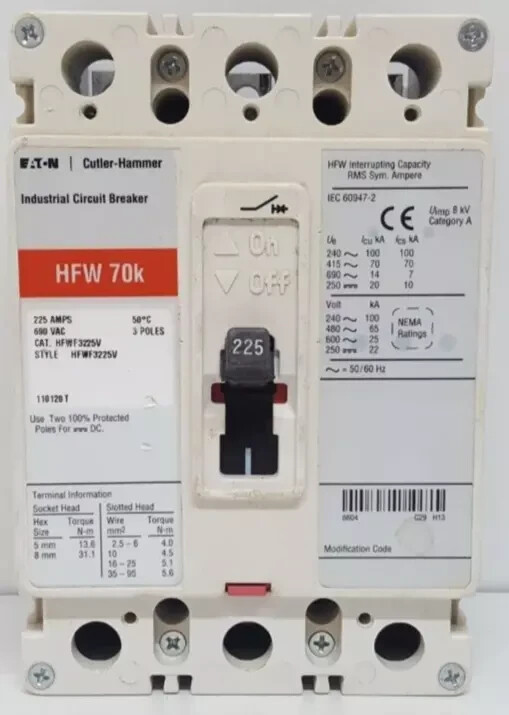 EATON | Cutler-Hammer
Industrial Circuit Breaker
HFW 70k
225 AMPS 50°C
690 VAC 3 POLES
CAT. HFWF3225V
STYLE HFWF3225V
110120T
Use Two 100% Protected
Poles For ⎓ DC.
Terminal Information
Socket Head Slotted Head
Hex Size Torque N-m Wire mm² Torque N-m
5 mm 13.6 2.5-6 4.0
8 mm 31.1 10 4.5
16-25 5.1
35-95 5.6
△ On
▽ Off
225
HFW Interrupting Capacity
RMS Sym. Ampere
IEC 60947-2
CE
Uimp 8 kV
Category A
Ue Icu kA Ics kA
240 ~ 100 100
415 ~ 70 70
690 ~ 14 7
250 ⎓ 20 10
Volt kA
240 ~ 100
480 ~ 65
600 ~ 25
250 ⎓ 22
NEMA
Ratings
~ = 50/60 Hz
6604 C29 H13
Modification Code